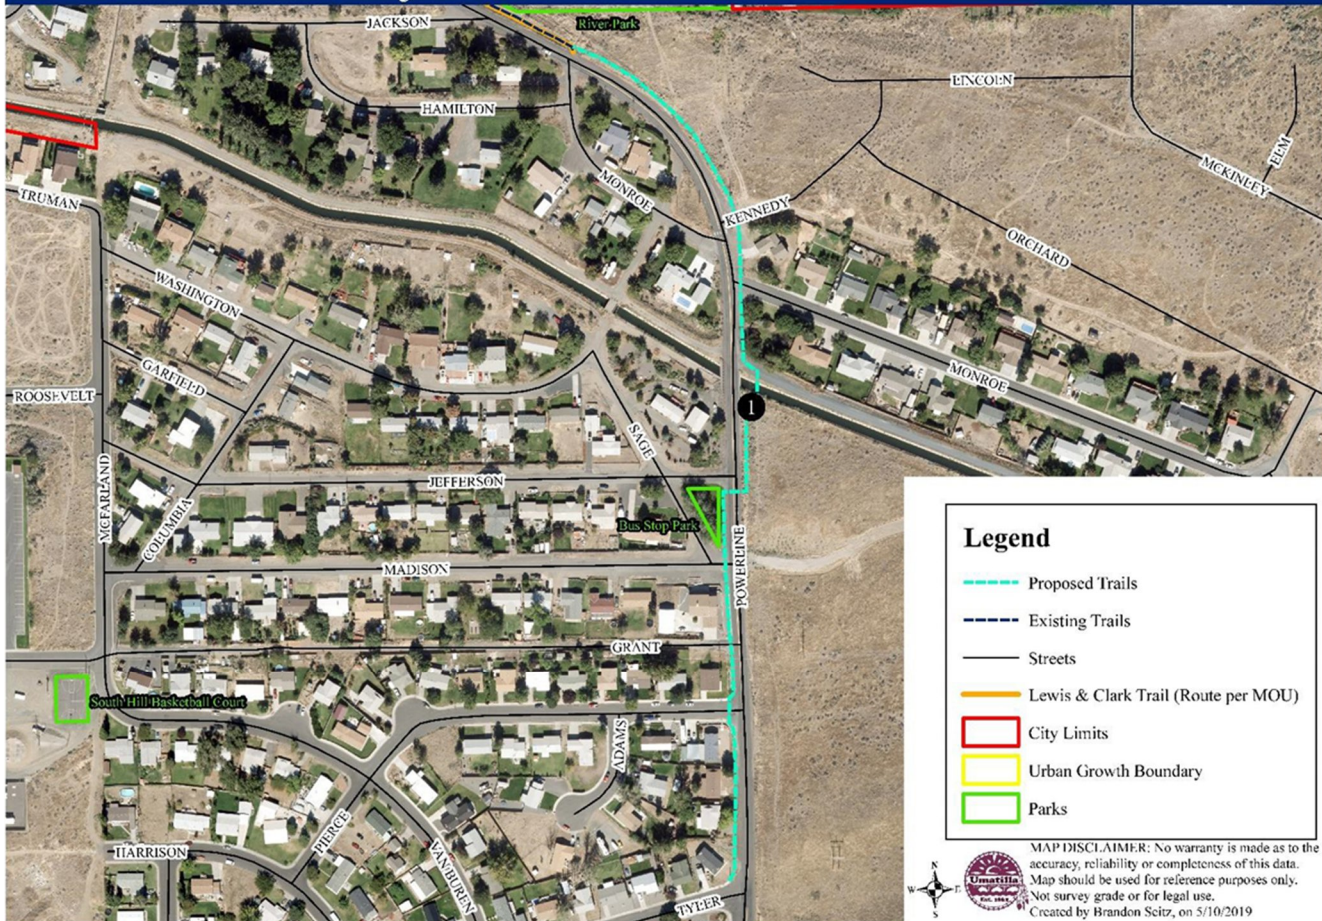 JACKSON
River Park
HAMILTON
LINCOLN
MCKINLEY
ELM
TRUMAN
MONROE
KENNEDY
ORCHARD
WASHINGTON
GARFIELD
ROOSEVELT
MONROE
1
SAGE
MCFARLAND
COLUMBIA
JEFFERSON
Bus Stop Park
POWERLINE
MADISON
GRANT
South Hill Basketball Court
ADAMS
PIERCE
VAN BUREN
HARRISON
TYLER
Legend
Proposed Trails
Existing Trails
Streets
Lewis & Clark Trail (Route per MOU)
City Limits
Urban Growth Boundary
Parks
N
W E
S
Umatilla
Est. 1864
MAP DISCLAIMER: No warranty is made as to the
accuracy, reliability or completeness of this data.
Map should be used for reference purposes only.
Not survey grade or for legal use.
Created by Brandon Seitz, on 5/10/2019